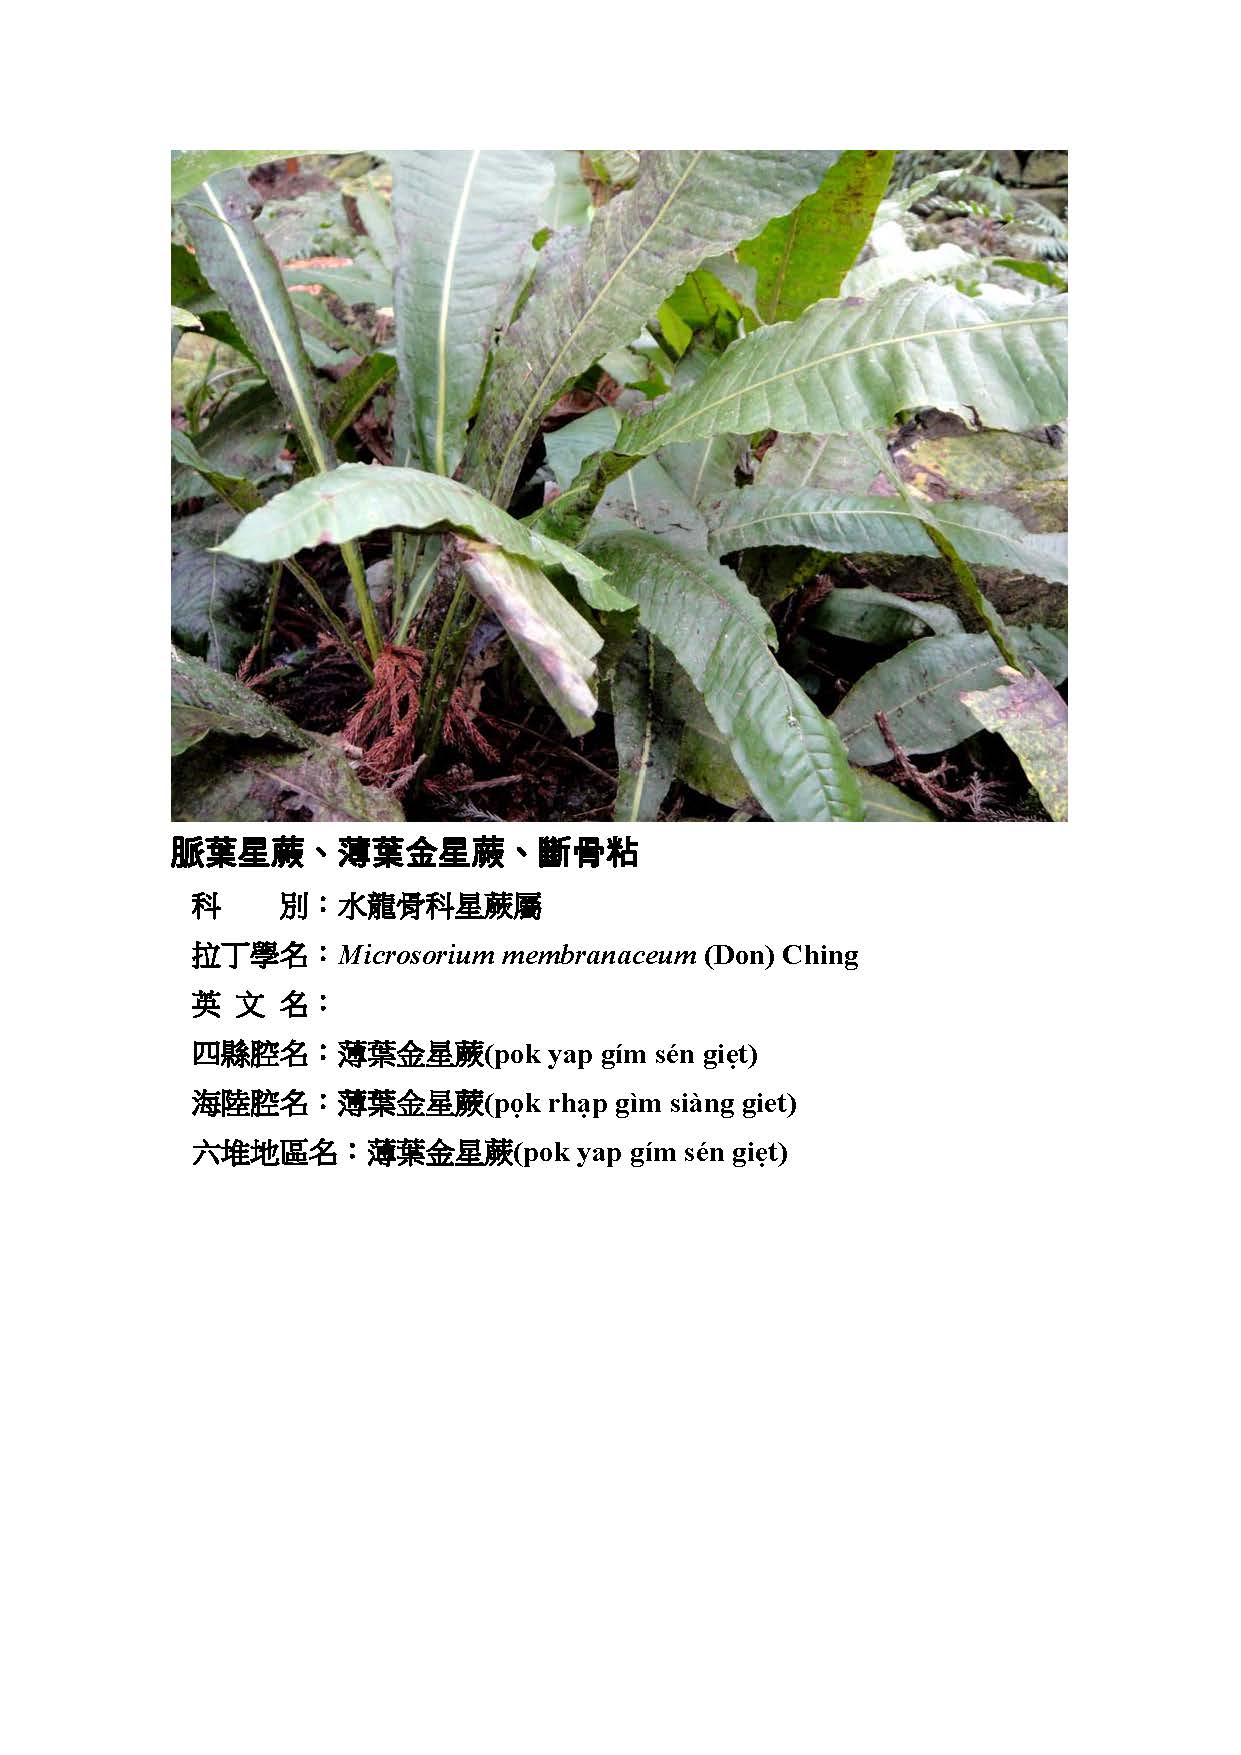 脈葉星蕨、薄葉金星蕨、斷骨粘
科　　別：水龍骨科星蕨屬
拉丁學名：Microsorium membranaceum (Don) Ching
英 文 名：
四縣腔名：薄葉金星蕨(pok yap gím sén giẹt)
海陸腔名：薄葉金星蕨(pọk rhạp gìm siàng giet)
六堆地區名：薄葉金星蕨(pok yap gím sén giẹt)